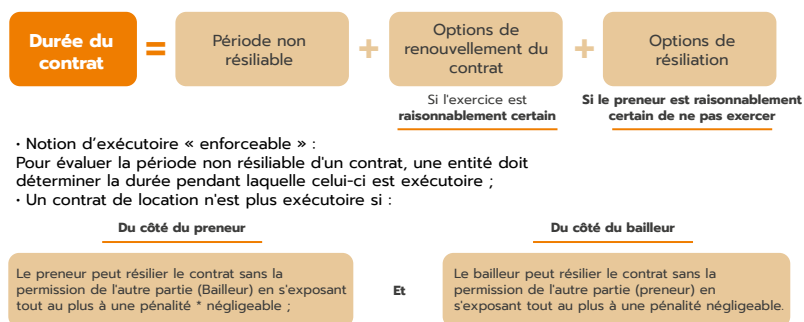 Durée du
contrat
=
Période non
résiliable
+
Options de
renouvellement du
contrat
+
Options de
résiliation
Si l'exercice est
raisonnablement certain
Si le preneur est raisonnablement
certain de ne pas exercer
• Notion d'exécutoire « enforceable » :
Pour évaluer la période non résiliable d'un contrat, une entité doit
déterminer la durée pendant laquelle celui-ci est exécutoire ;
• Un contrat de location n'est plus exécutoire si :
Du côté du preneur
Le preneur peut résilier le contrat sans la
permission de l'autre partie (Bailleur) en s'exposant
tout au plus à une pénalité * négligeable ;
Et
Du côté du bailleur
Le bailleur peut résilier le contrat sans la
permission de l'autre partie (preneur) en
s'exposant tout au plus à une pénalité négligeable.